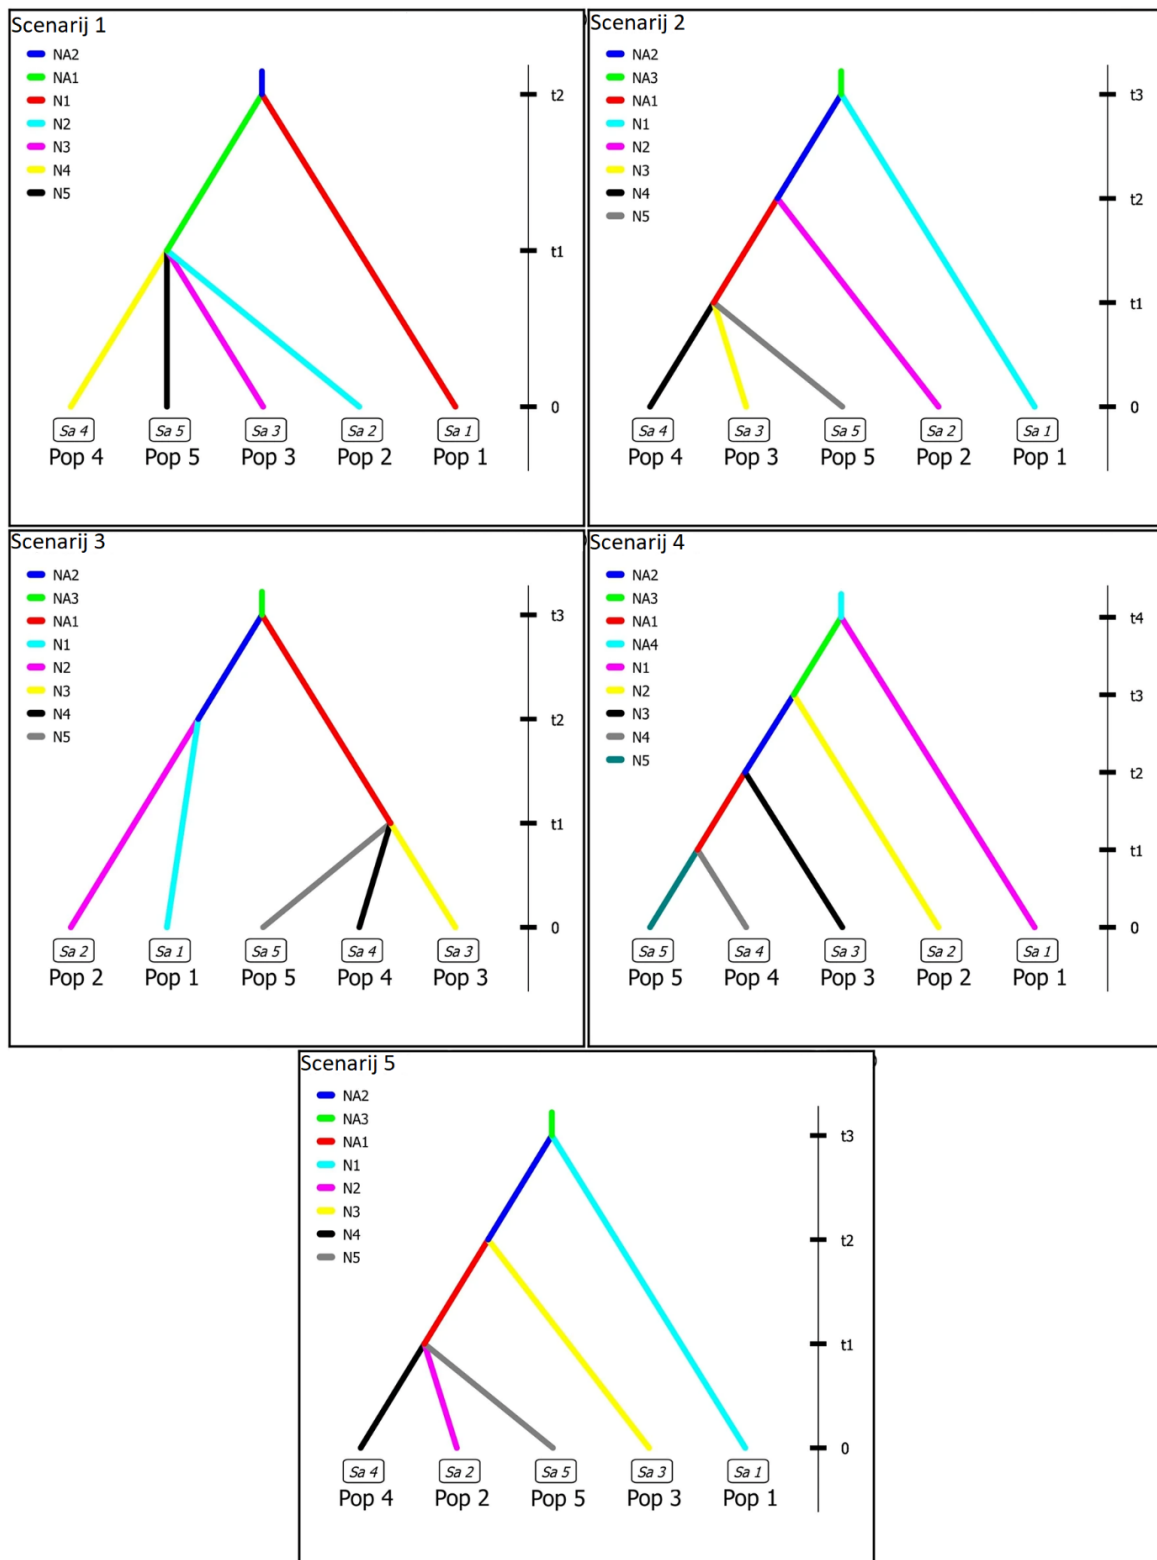 Scenarij 1
NA2
NA1
N1
N2
N3
N4
N5
t2
t1
0
Sa 4 Sa 5 Sa 3 Sa 2 Sa 1
Pop 4 Pop 5 Pop 3 Pop 2 Pop 1
Scenarij 2
NA2
NA3
NA1
N1
N2
N3
N4
N5
t3
t2
t1
0
Sa 4 Sa 3 Sa 5 Sa 2 Sa 1
Pop 4 Pop 3 Pop 5 Pop 2 Pop 1
Scenarij 3
NA2
NA3
NA1
N1
N2
N3
N4
N5
t3
t2
t1
0
Sa 2 Sa 1 Sa 5 Sa 4 Sa 3
Pop 2 Pop 1 Pop 5 Pop 4 Pop 3
Scenarij 4
NA2
NA3
NA1
NA4
N1
N2
N3
N4
N5
t4
t3
t2
t1
0
Sa 5 Sa 4 Sa 3 Sa 2 Sa 1
Pop 5 Pop 4 Pop 3 Pop 2 Pop 1
Scenarij 5
NA2
NA3
NA1
N1
N2
N3
N4
N5
t3
t2
t1
0
Sa 4 Sa 2 Sa 5 Sa 3 Sa 1
Pop 4 Pop 2 Pop 5 Pop 3 Pop 1